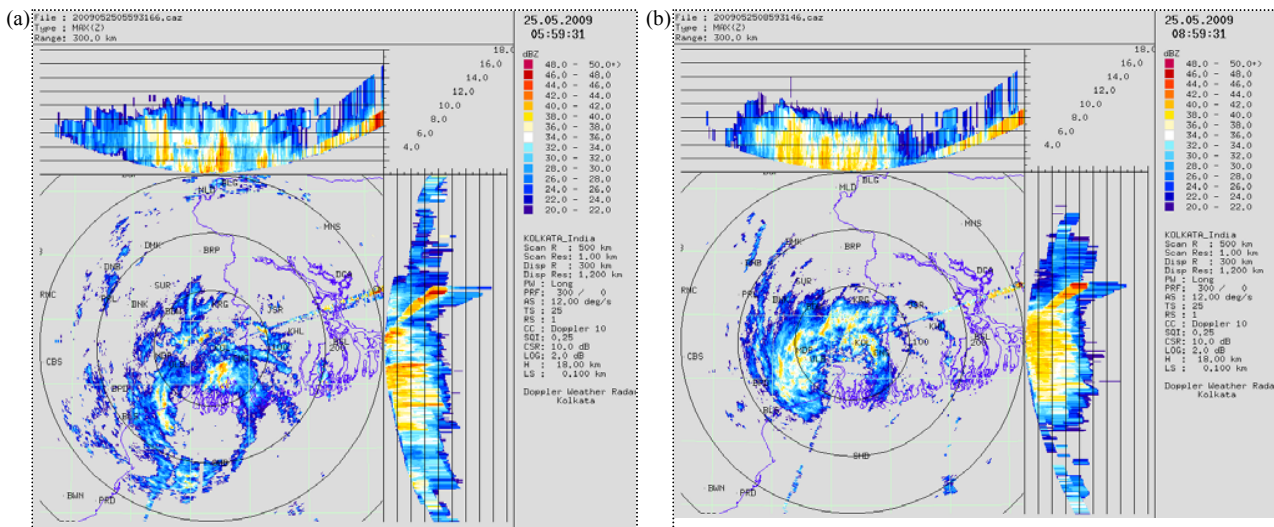 (a)
File : 2009052505593166.caz
Type : MAX(Z)
Range: 300.0 km
25.05.2009
05:59:31
18.0
16.0
14.0
12.0
10.0
8.0
6.0
4.0
dBZ
48.0 - 50.0+)
46.0 - 48.0
44.0 - 46.0
42.0 - 44.0
40.0 - 42.0
38.0 - 40.0
36.0 - 38.0
34.0 - 36.0
32.0 - 34.0
30.0 - 32.0
28.0 - 30.0
26.0 - 28.0
24.0 - 26.0
22.0 - 24.0
20.0 - 22.0
KOLKATA_India
Scan R : 500 km
Scan Res: 1.00 km
Disp R : 300 km
Disp Res: 1,200 km
PW : Long
PRF: 300 / 0
AS : 12.00 deg/s
TS : 25
RS : 1
CC : Doppler 10
SQI: 0.25
CSR: 10.0 dB
LOG: 2.0 dB
H : 18,00 km
LS : 0.100 km
Doppler Weather Rada
Kolkata
MLD
MHS
DMK
BRP
DGA
SUR
RNC
BNK
KRG
JSR
KHL
CBS
BWN
PRD
(b)
File : 2009052508593146.caz
Type : MAX(Z)
Range: 300.0 km
25.05.2009
08:59:31
18.0
16.0
14.0
12.0
10.0
8.0
6.0
4.0
dBZ
48.0 - 50.0+)
46.0 - 48.0
44.0 - 46.0
42.0 - 44.0
40.0 - 42.0
38.0 - 40.0
36.0 - 38.0
34.0 - 36.0
32.0 - 34.0
30.0 - 32.0
28.0 - 30.0
26.0 - 28.0
24.0 - 26.0
22.0 - 24.0
20.0 - 22.0
KOLKATA_India
Scan R : 500 km
Scan Res: 1.00 km
Disp R : 300 km
Disp Res: 1,200 km
PW : Long
PRF: 300 / 0
AS : 12.00 deg/s
TS : 25
RS : 1
CC : Doppler 10
SQI: 0.25
CSR: 10.0 dB
LOG: 2.0 dB
H : 18,00 km
LS : 0.100 km
Doppler Weather Rada
Kolkata
BLG
MLD
MHS
BRP
DGA
SUR
RNC
KRG
CBS
100
SHD
BWN
PRD